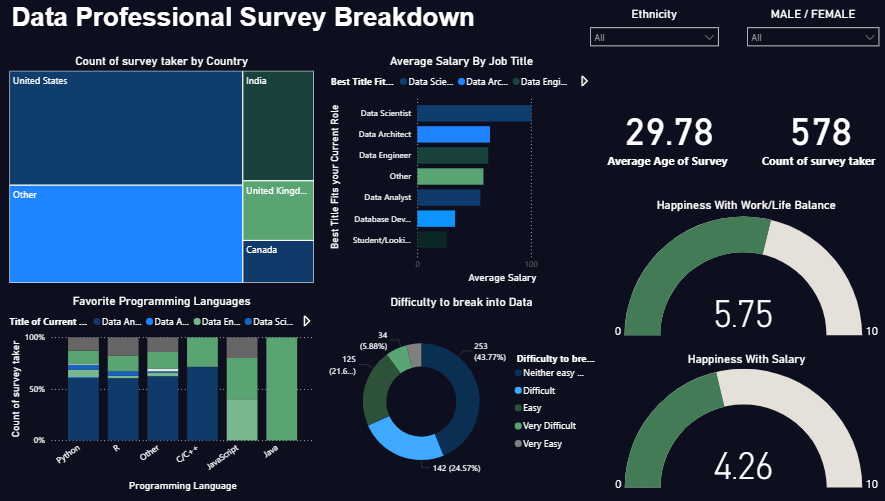 Data Professional Survey Breakdown
Ethnicity
All
MALE / FEMALE
All
Count of survey taker by Country
United States
India
Other
United Kingd...
Canada
Average Salary By Job Title
Best Title Fit... Data Scie... Data Arc... Data Engi...
Best Title Fits your Current Role
Data Scientist
Data Architect
Data Engineer
Other
Data Analyst
Database Dev...
Student/Looki...
0 100
Average Salary
29.78
Average Age of Survey
578
Count of survey taker
Happiness With Work/Life Balance
5.75
0 10
Favorite Programming Languages
Title of Current ... Data An... Data A... Data En... Data Sci...
Count of survey taker
100%
50%
0%
Python R Other C/C++ JavaScript Java
Programming Language
Difficulty to break into Data
34
(5.88%)
125
(21.6...)
253
(43.77%)
142 (24.57%)
Difficulty to bre...
Neither easy ...
Difficult
Easy
Very Difficult
Very Easy
Happiness With Salary
4.26
0 10